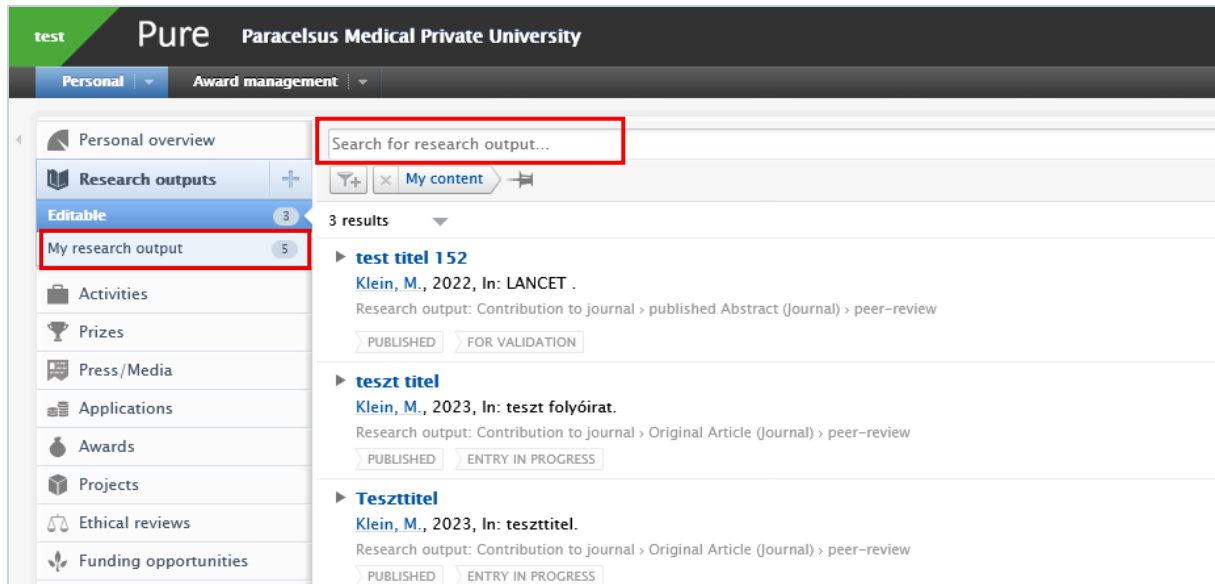 test
Pure Paracelsus Medical Private University
Personal Award management
Personal overview
Research outputs
Editable 3
My research output 5
Activities
Prizes
Press/Media
Applications
Awards
Projects
Ethical reviews
Funding opportunities
Search for research output...
My content
3 results
test titel 152
Klein, M., 2022, In: LANCET .
Research output: Contribution to journal › published Abstract (Journal) › peer-review
PUBLISHED FOR VALIDATION
teszt titel
Klein, M., 2023, In: teszt folyóirat.
Research output: Contribution to journal › Original Article (Journal) › peer-review
PUBLISHED ENTRY IN PROGRESS
Teszttitel
Klein, M., 2023, In: teszttitel.
Research output: Contribution to journal › Original Article (Journal) › peer-review
PUBLISHED ENTRY IN PROGRESS